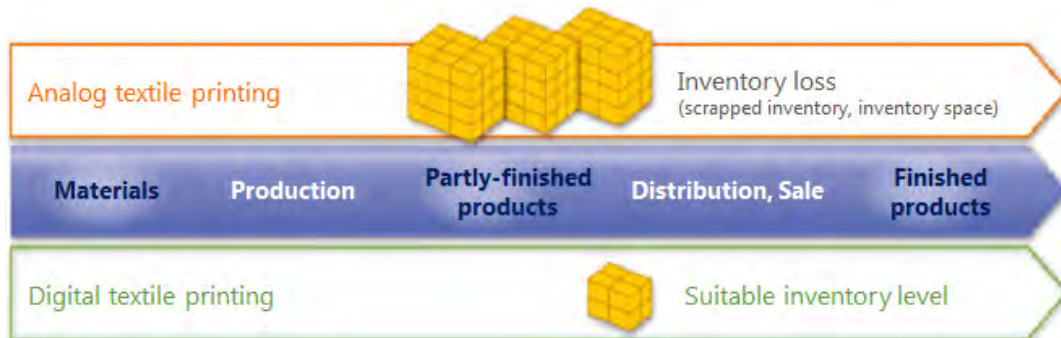 Analog textile printing
Inventory loss
(scrapped inventory, inventory space)
Materials
Production
Partly-finished
products
Distribution, Sale
Finished
products
Digital textile printing
Suitable inventory level